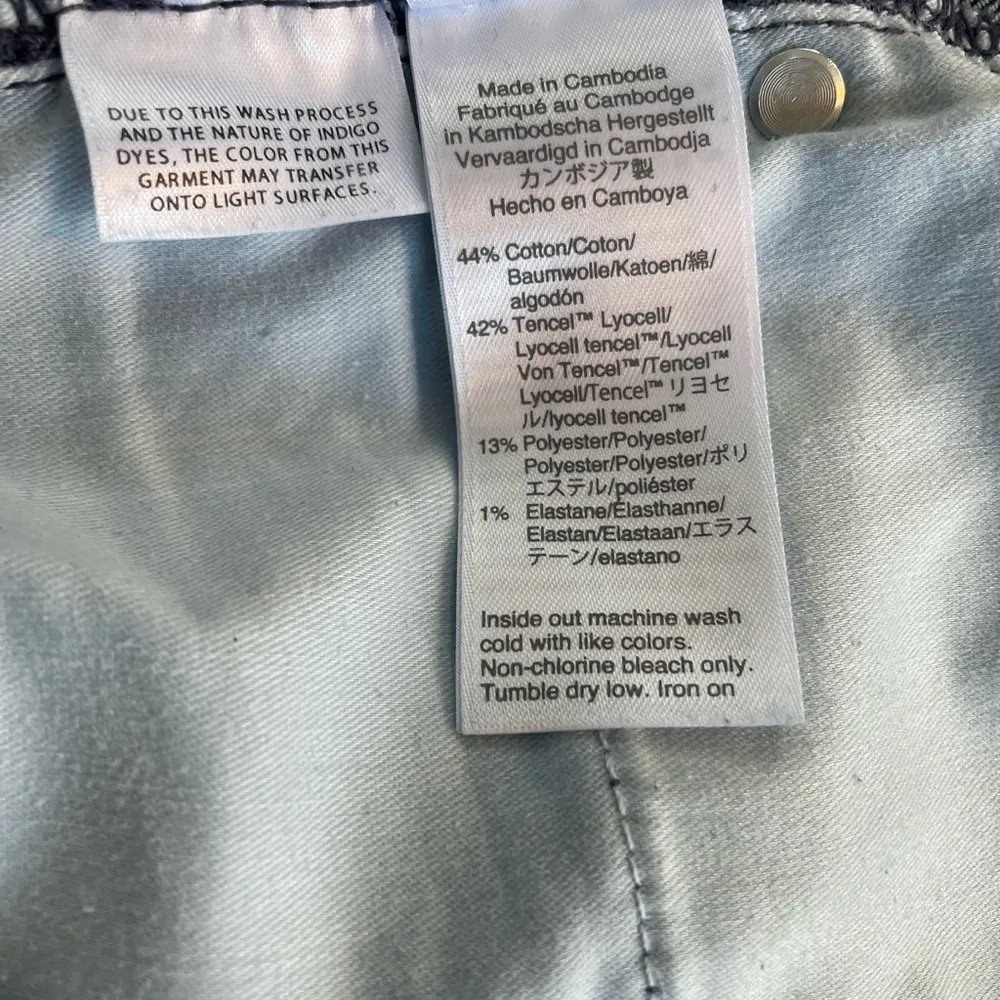 DUE TO THIS WASH PROCESS
AND THE NATURE OF INDIGO
DYES, THE COLOR FROM THIS
GARMENT MAY TRANSFER
ONTO LIGHT SURFACES.
Made in Cambodia
Fabriqué au Cambodge
in Kambodscha Hergestellt
Vervaardigd in Cambodja
カンボジア製
Hecho en Camboya
44% Cotton/Coton/
Baumwolle/Katoen/綿/
algodón
42% Tencel™ Lyocell/
Lyocell tencel™/Lyocell
Von Tencel™/Tencel™
Lyocell/Tencel™ リヨセ
ル/lyocell tencel™
13% Polyester/Polyester/
Polyester/Polyester/ポリ
エステル/poliéster
1% Elastane/Élasthanne/
Elastan/Elastaan/エラス
テーン/elastano
Inside out machine wash
cold with like colors.
Non-chlorine bleach only.
Tumble dry low. Iron on